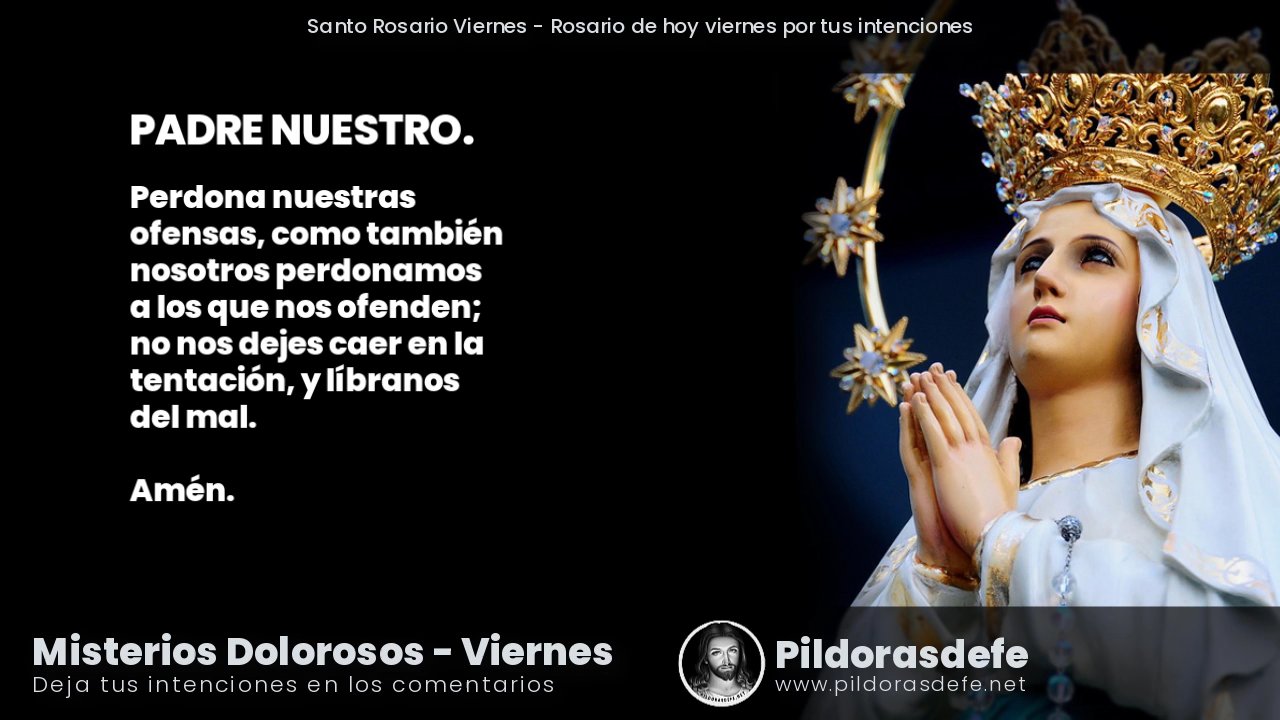 Santo Rosario Viernes - Rosario de hoy viernes por tus intenciones
PADRE NUESTRO.
Perdona nuestras
ofensas, como también
nosotros perdonamos
a los que nos ofenden;
no nos dejes caer en la
tentación, y líbranos
del mal.
Amén.
Misterios Dolorosos - Viernes
Deja tus intenciones en los comentarios
Pildorasdefe
www.pildorasdefe.net